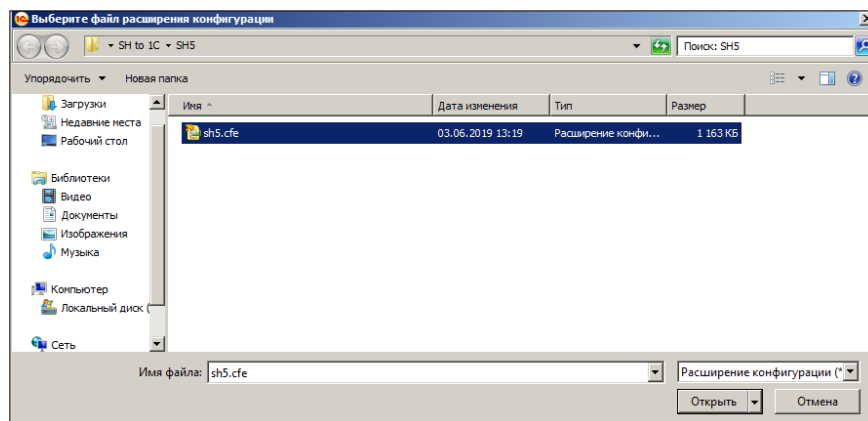 1С Выберите файл расширения конфигурации
SH to 1C SH5
Поиск: SH5
Упорядочить Новая папка
Загрузки
Недавние места
Рабочий стол
Библиотеки
Видео
Документы
Изображения
Музыка
Компьютер
Локальный диск (
Сеть
Имя Дата изменения Тип Размер
sh5.cfe 03.06.2019 13:19 Расширение конфи... 1 163 КБ
Имя файла: sh5.cfe Расширение конфигурации (*
Открыть Отмена